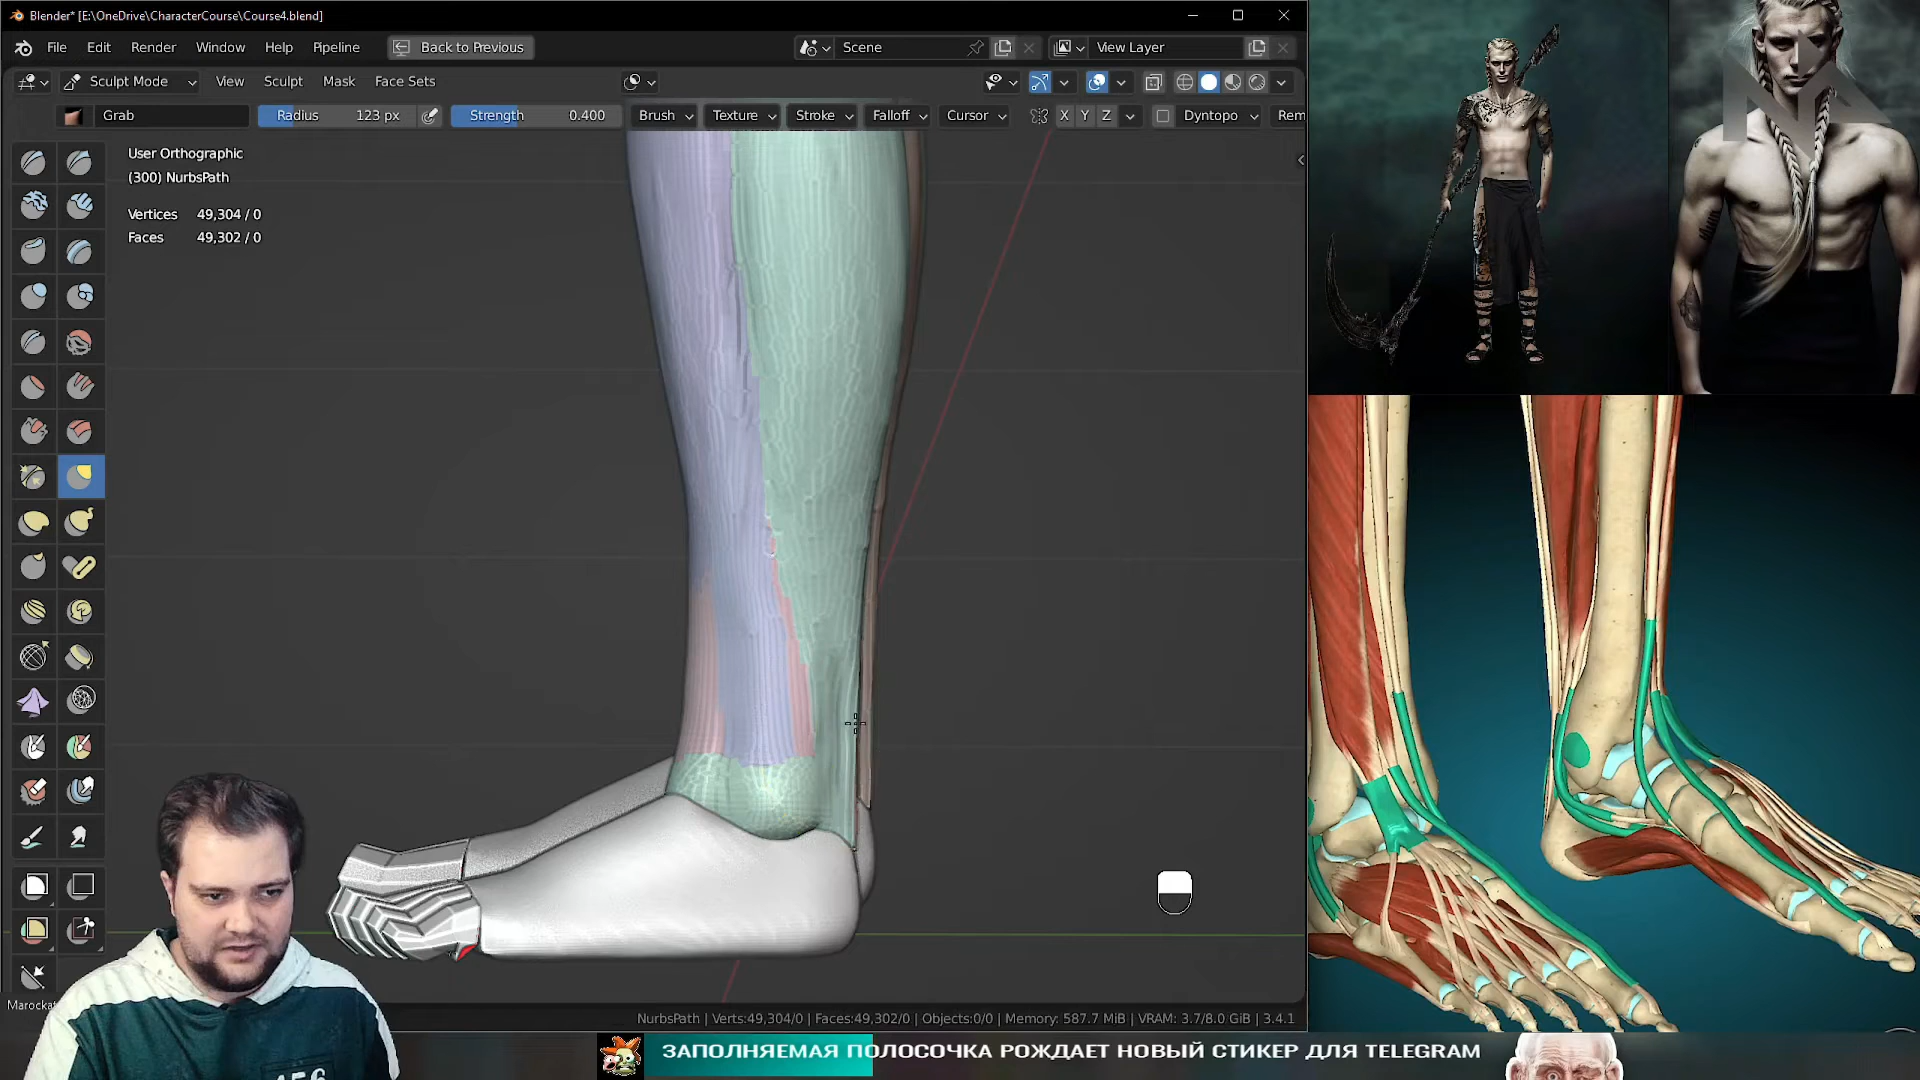 Blender* [E:\OneDrive\CharacterCourse\Course4.blend]
File Edit Render Window Help Pipeline Back to Previous Scene View Layer
Sculpt Mode View Sculpt Mask Face Sets
Grab Radius 123 px Strength 0.400 Brush Texture Stroke Falloff Cursor X Y Z Dyntopo Rem
User Orthographic
(300) NurbsPath
Vertices 49,304 / 0
Faces 49,302 / 0
Marockat
NurbsPath | Verts:49,304/0 | Faces:49,302/0 | Objects:0/0 | Memory: 587.7 MiB | VRAM: 3.7/8.0 GiB | 3.4.1
ЗАПОЛНЯЕМАЯ ПОЛОСОЧКА РОЖДАЕТ НОВЫЙ СТИКЕР ДЛЯ TELEGRAM